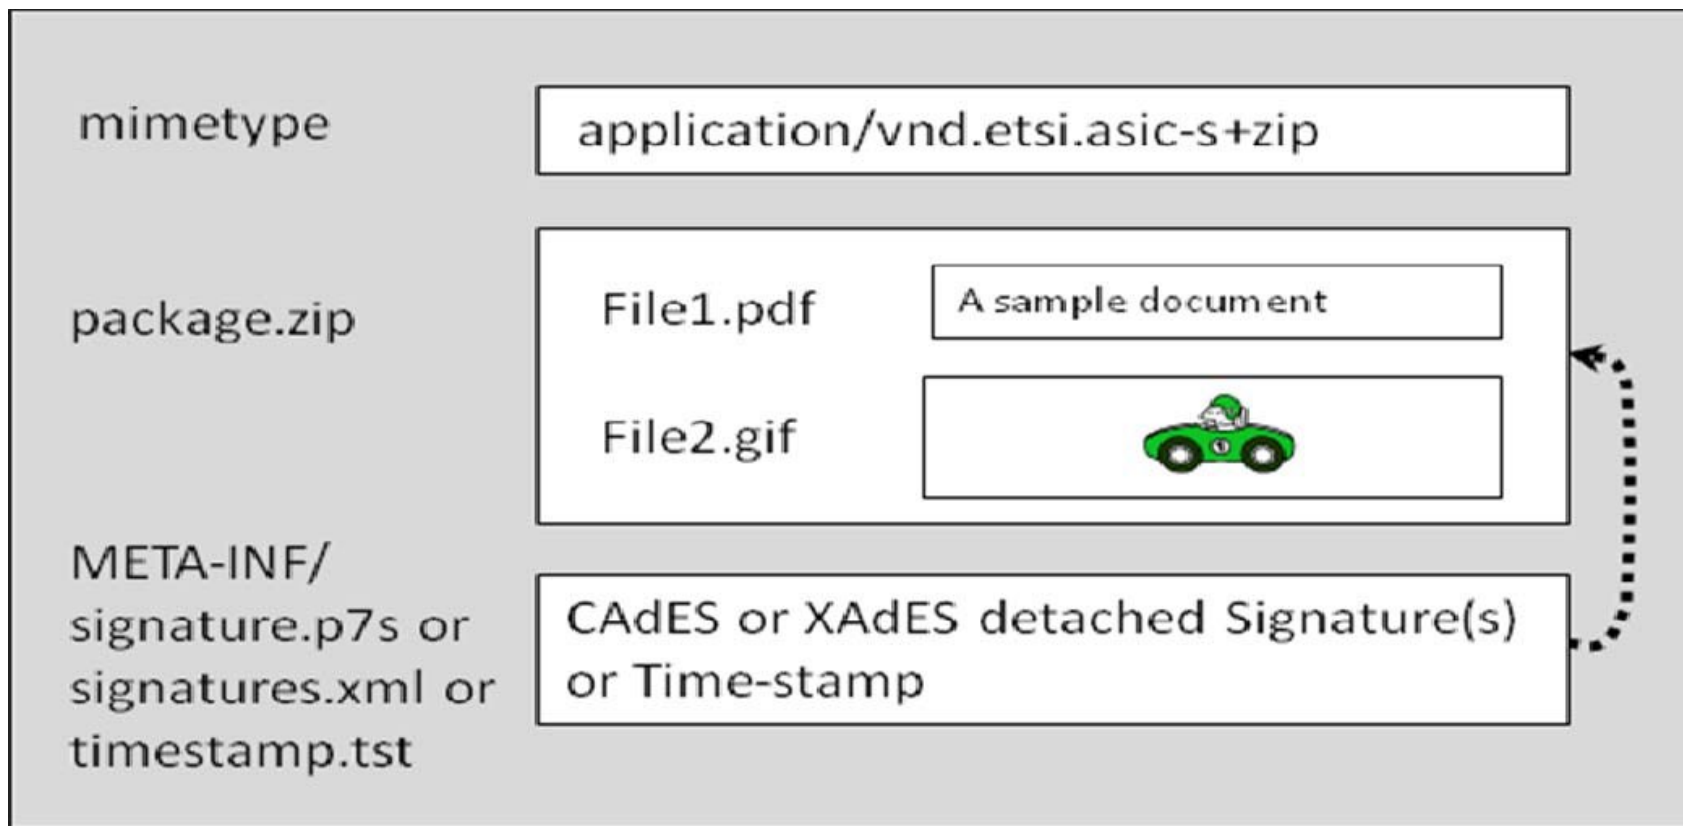 mimetype
application/vnd.etsi.asic-s+zip
package.zip
File1.pdf
A sample document
File2.gif
META-INF/
signature.p7s or
signatures.xml or
timestamp.tst
CAdES or XAdES detached Signature(s)
or Time-stamp